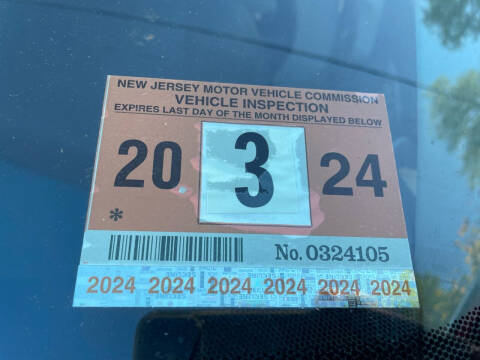 NEW JERSEY MOTOR VEHICLE COMMISSION
VEHICLE INSPECTION
EXPIRES LAST DAY OF THE MONTH DISPLAYED BELOW
20 3 24
*
No. 0324105
2024 2024 2024 2024 2024 2024